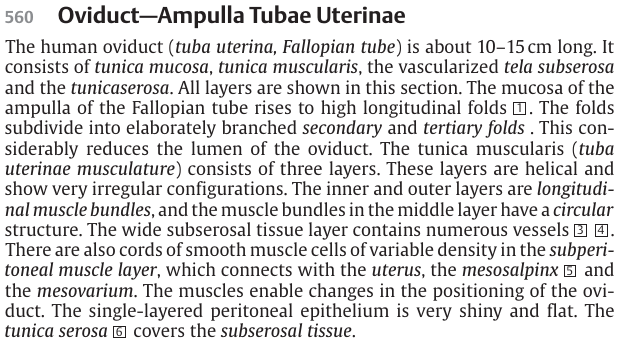 560 Oviduct—Ampulla Tubae Uterinae
The human oviduct (tuba uterina, Fallopian tube) is about 10–15 cm long. It
consists of tunica mucosa, tunica muscularis, the vascularized tela subserosa
and the tunicaserosa. All layers are shown in this section. The mucosa of the
ampulla of the Fallopian tube rises to high longitudinal folds 1. The folds
subdivide into elaborately branched secondary and tertiary folds . This con-
siderably reduces the lumen of the oviduct. The tunica muscularis (tuba
uterinae musculature) consists of three layers. These layers are helical and
show very irregular configurations. The inner and outer layers are longitudi-
nal muscle bundles, and the muscle bundles in the middle layer have a circular
structure. The wide subserosal tissue layer contains numerous vessels 3 4.
There are also cords of smooth muscle cells of variable density in the subperi-
toneal muscle layer, which connects with the uterus, the mesosalpinx 5 and
the mesovarium. The muscles enable changes in the positioning of the ovi-
duct. The single-layered peritoneal epithelium is very shiny and flat. The
tunica serosa 6 covers the subserosal tissue.